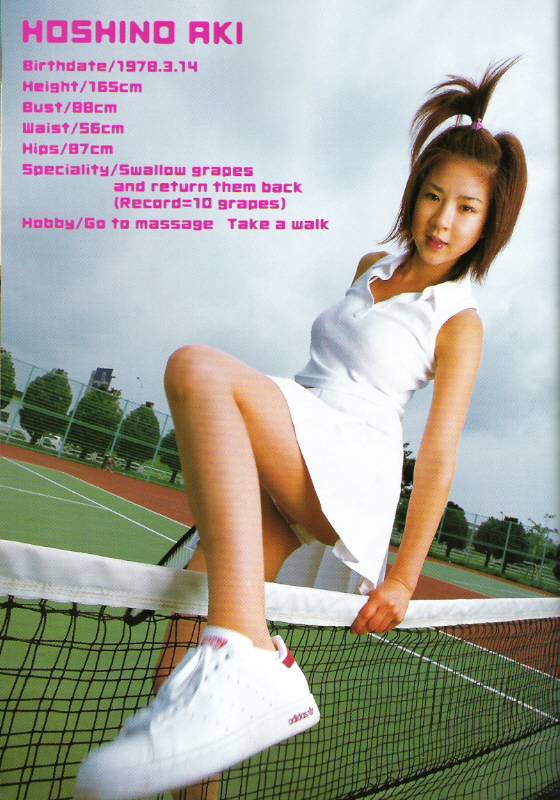 HOSHINO AKI
Birthdate/1978.3.14
Height/165cm
Bust/88cm
Waist/56cm
Hips/87cm
Speciality/Swallow grapes
and return them back
(Record=10 grapes)
Hobby/Go to massage Take a walk
adidas